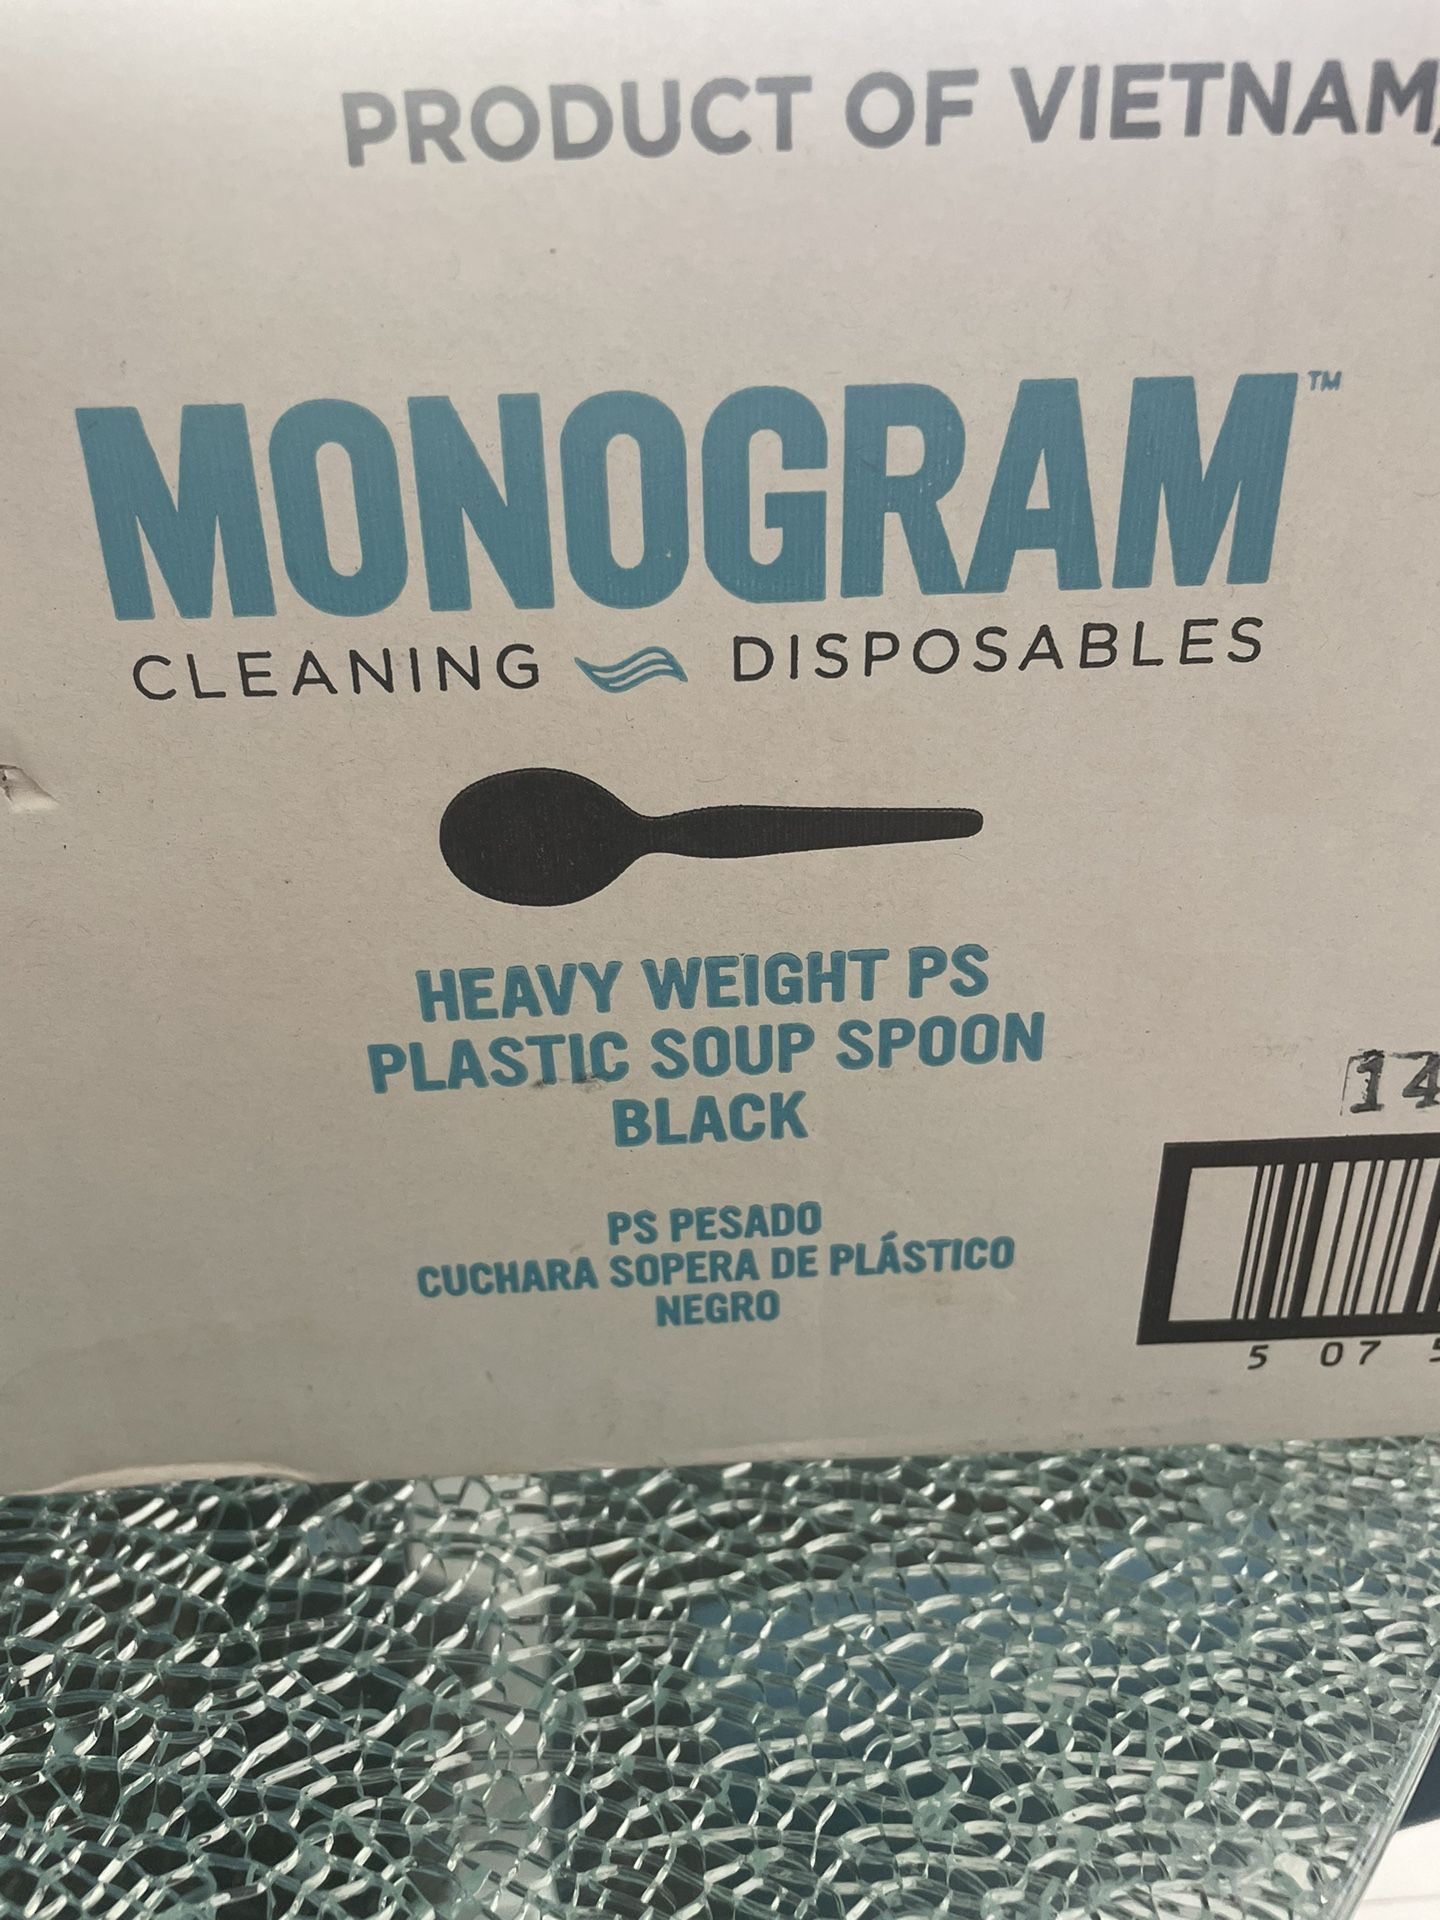 PRODUCT OF VIETNAM,
MONOGRAM™
CLEANING DISPOSABLES
HEAVY WEIGHT PS
PLASTIC SOUP SPOON
BLACK
PS PESADO
CUCHARA SOPERA DE PLÁSTICO
NEGRO
14
5 07